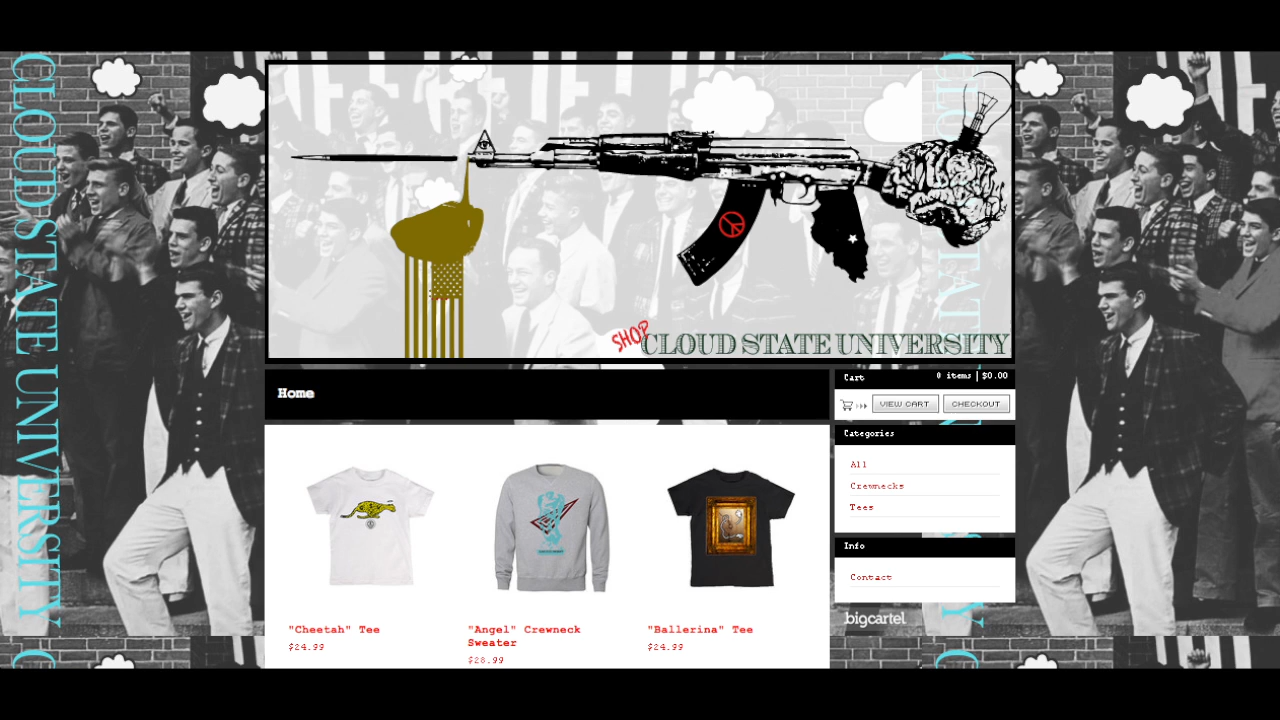 CLOUD STATE UNIVERSITY
SHOP
CLOUD STATE UNIVERSITY
Home
Cart
0 items | $0.00
VIEW CART
CHECKOUT
Categories
All
Crewnecks
Tees
Info
Contact
bigcartel
"Cheetah" Tee
$24.99
"Angel" Crewneck
Sweater
$28.99
"Ballerina" Tee
$24.99